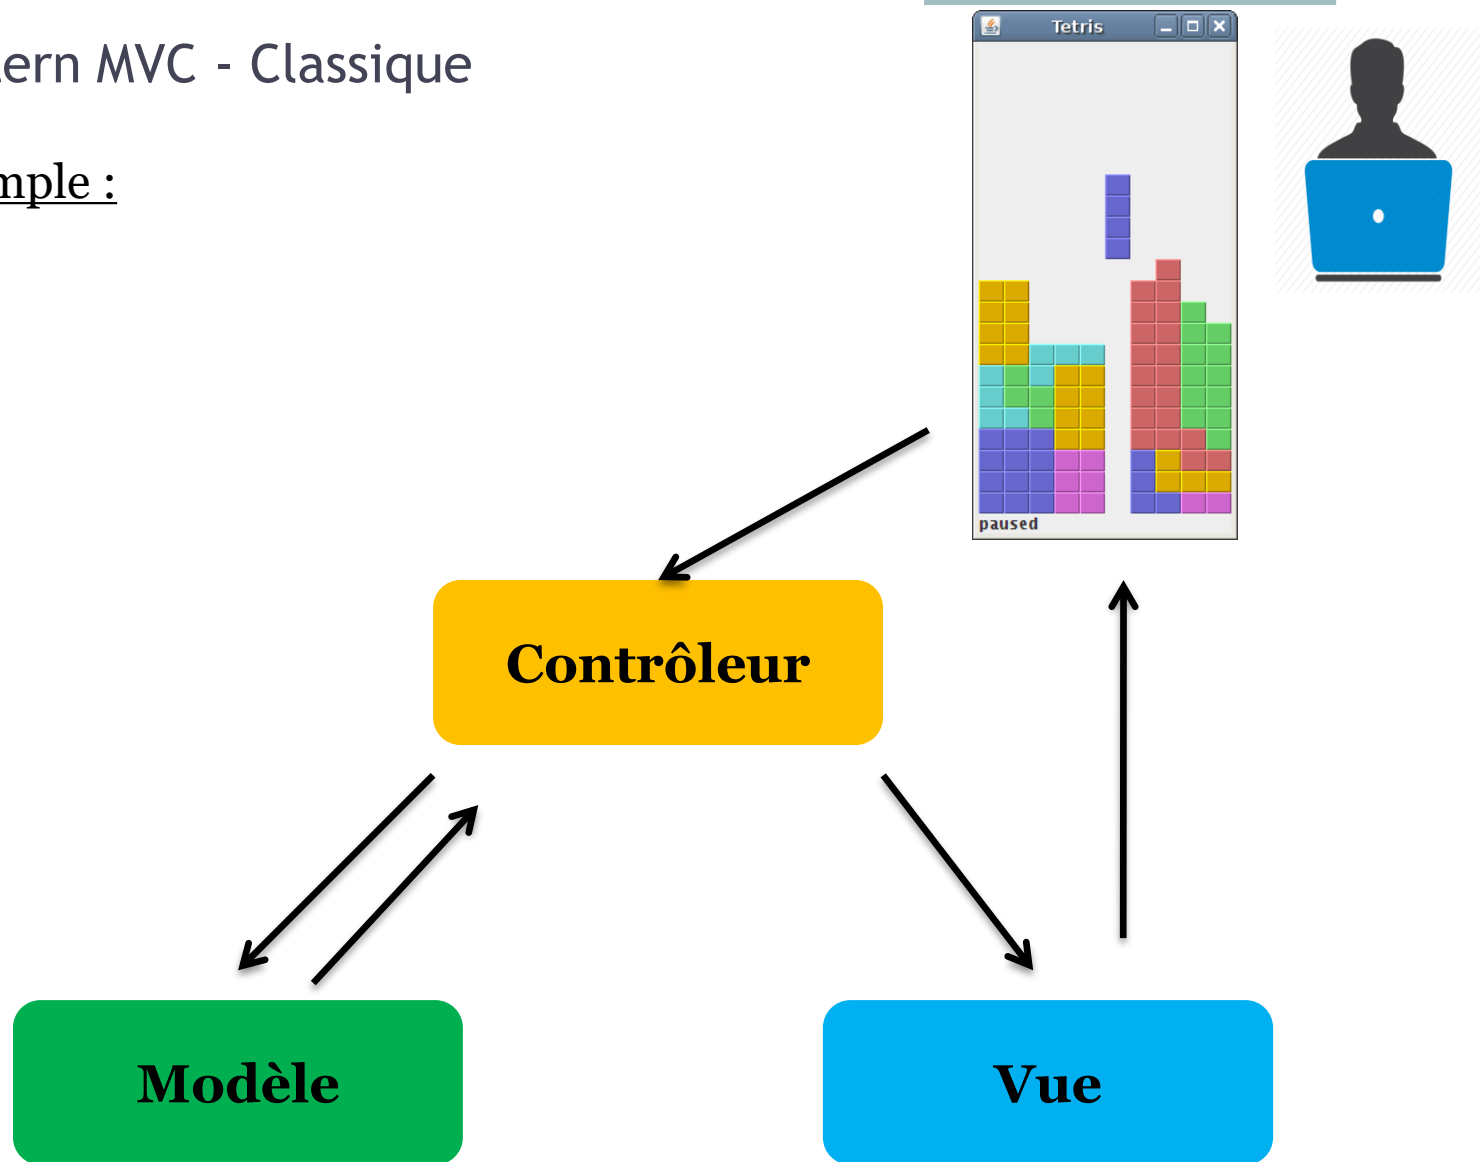 ern MVC - Classique
Tetris
mple :
paused
Contrôleur
Modèle
Vue